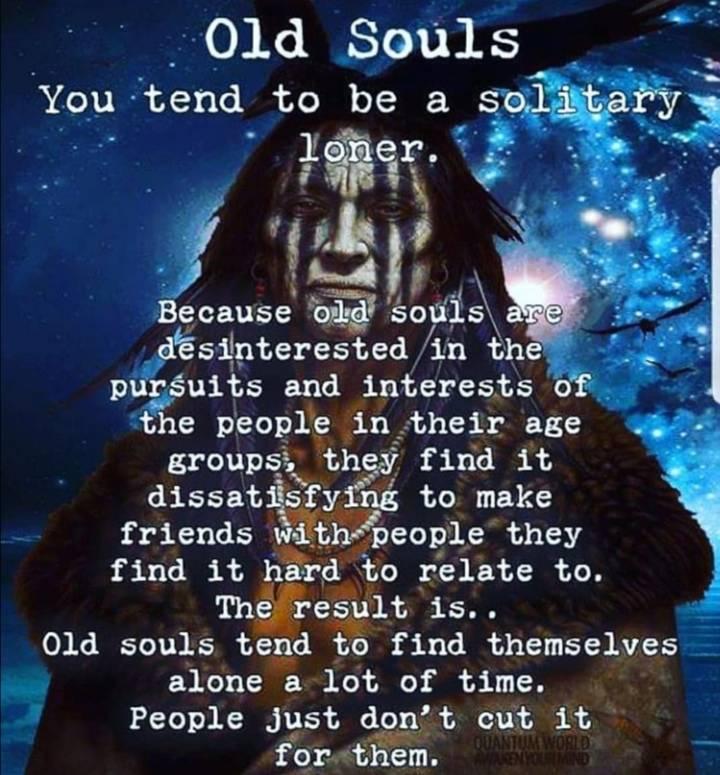 Old Souls
You tend to be a solitary
loner.
Because old souls are
desinterested in the
pursuits and interests of
the people in their age
groups, they find it
dissatisfying to make
friends with people they
find it hard to relate to.
The result is..
Old souls tend to find themselves
alone a lot of time.
People just don't cut it
for them.
QUANTUM WORLD
AWAKEN YOUR MIND